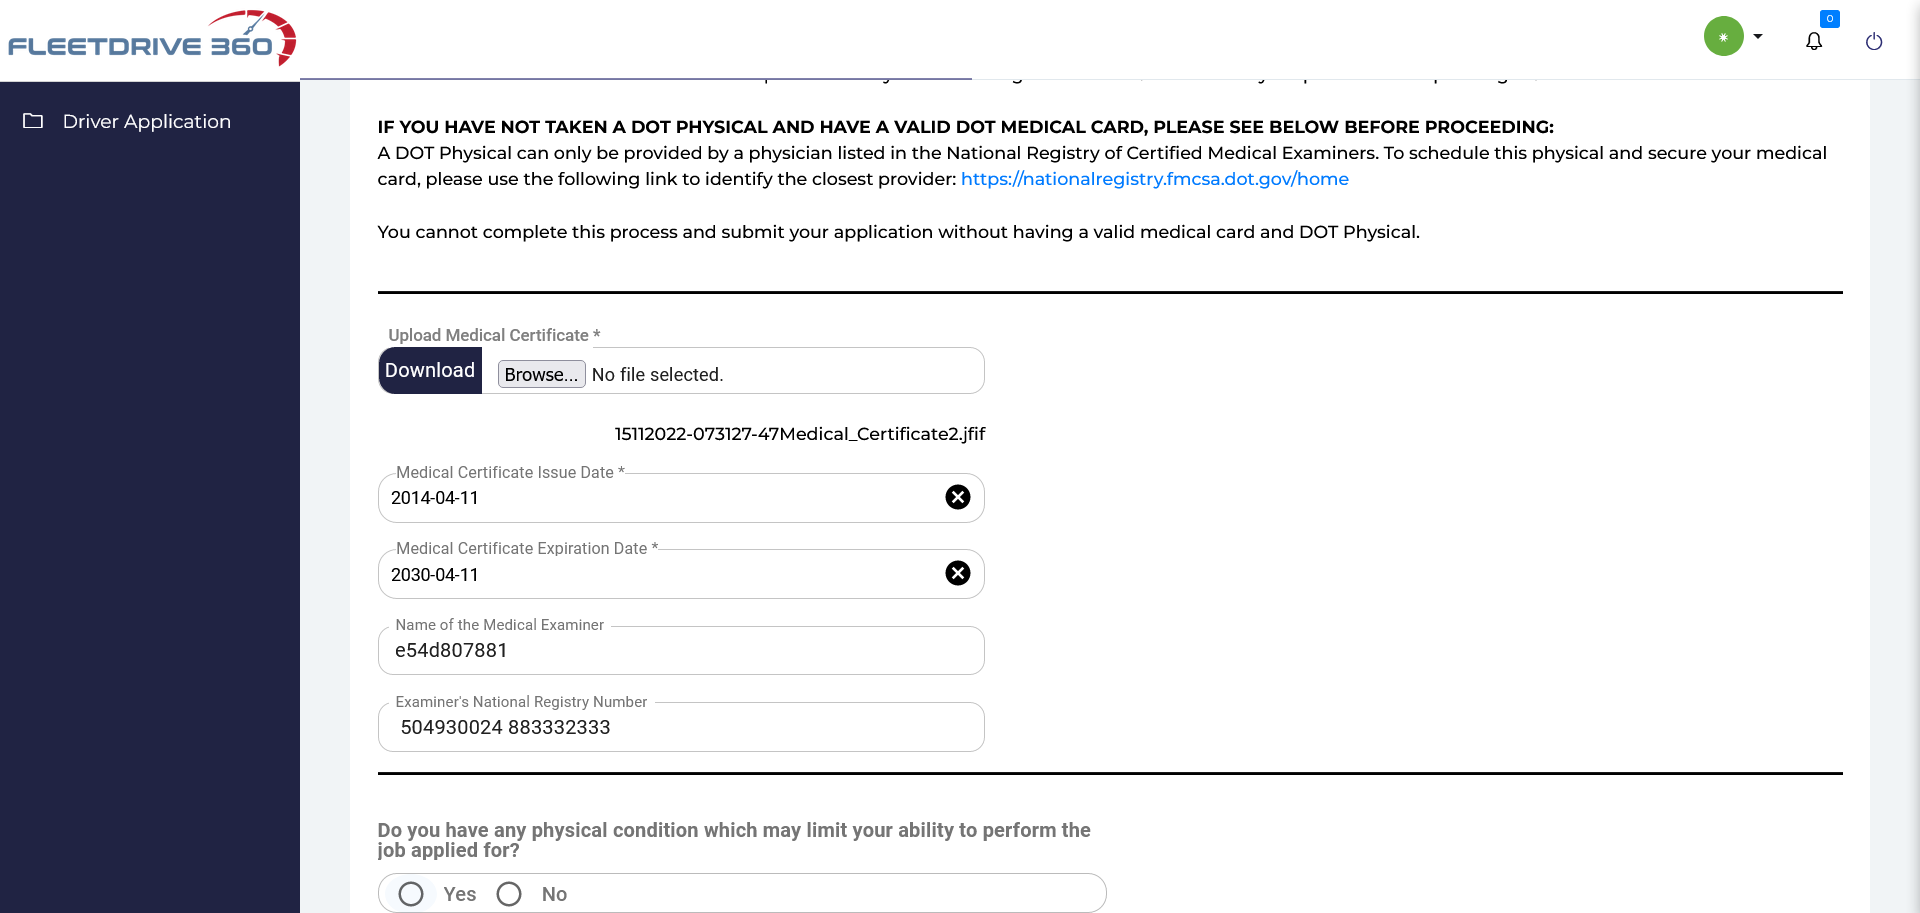 FLEETDRIVE 360
0
Driver Application
IF YOU HAVE NOT TAKEN A DOT PHYSICAL AND HAVE A VALID DOT MEDICAL CARD, PLEASE SEE BELOW BEFORE PROCEEDING:
A DOT Physical can only be provided by a physician listed in the National Registry of Certified Medical Examiners. To schedule this physical and secure your medical
card, please use the following link to identify the closest provider: https://nationalregistry.fmcsa.dot.gov/home
You cannot complete this process and submit your application without having a valid medical card and DOT Physical.
Upload Medical Certificate *
Download Browse... No file selected.
15112022-073127-47Medical_Certificate2.jfif
Medical Certificate Issue Date *
2014-04-11
Medical Certificate Expiration Date *
2030-04-11
Name of the Medical Examiner
e54d807881
Examiner's National Registry Number
504930024 883332333
Do you have any physical condition which may limit your ability to perform the
job applied for?
Yes No